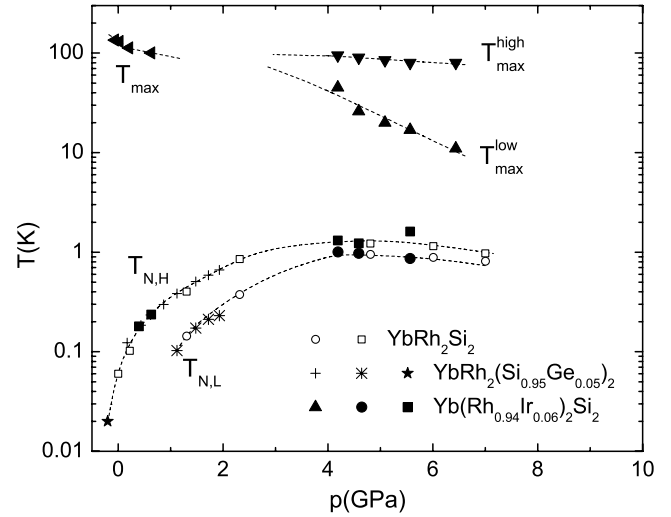 100
10
1
0.1
0.01
T(K)
0 2 4 6 8 10
p(GPa)
T_max
T_max^high
T_max^low
T_N,H
T_N,L
YbRh₂Si₂
YbRh₂(Si₀.₉₅Ge₀.₀₅)₂
Yb(Rh₀.₉₄Ir₀.₀₆)₂Si₂